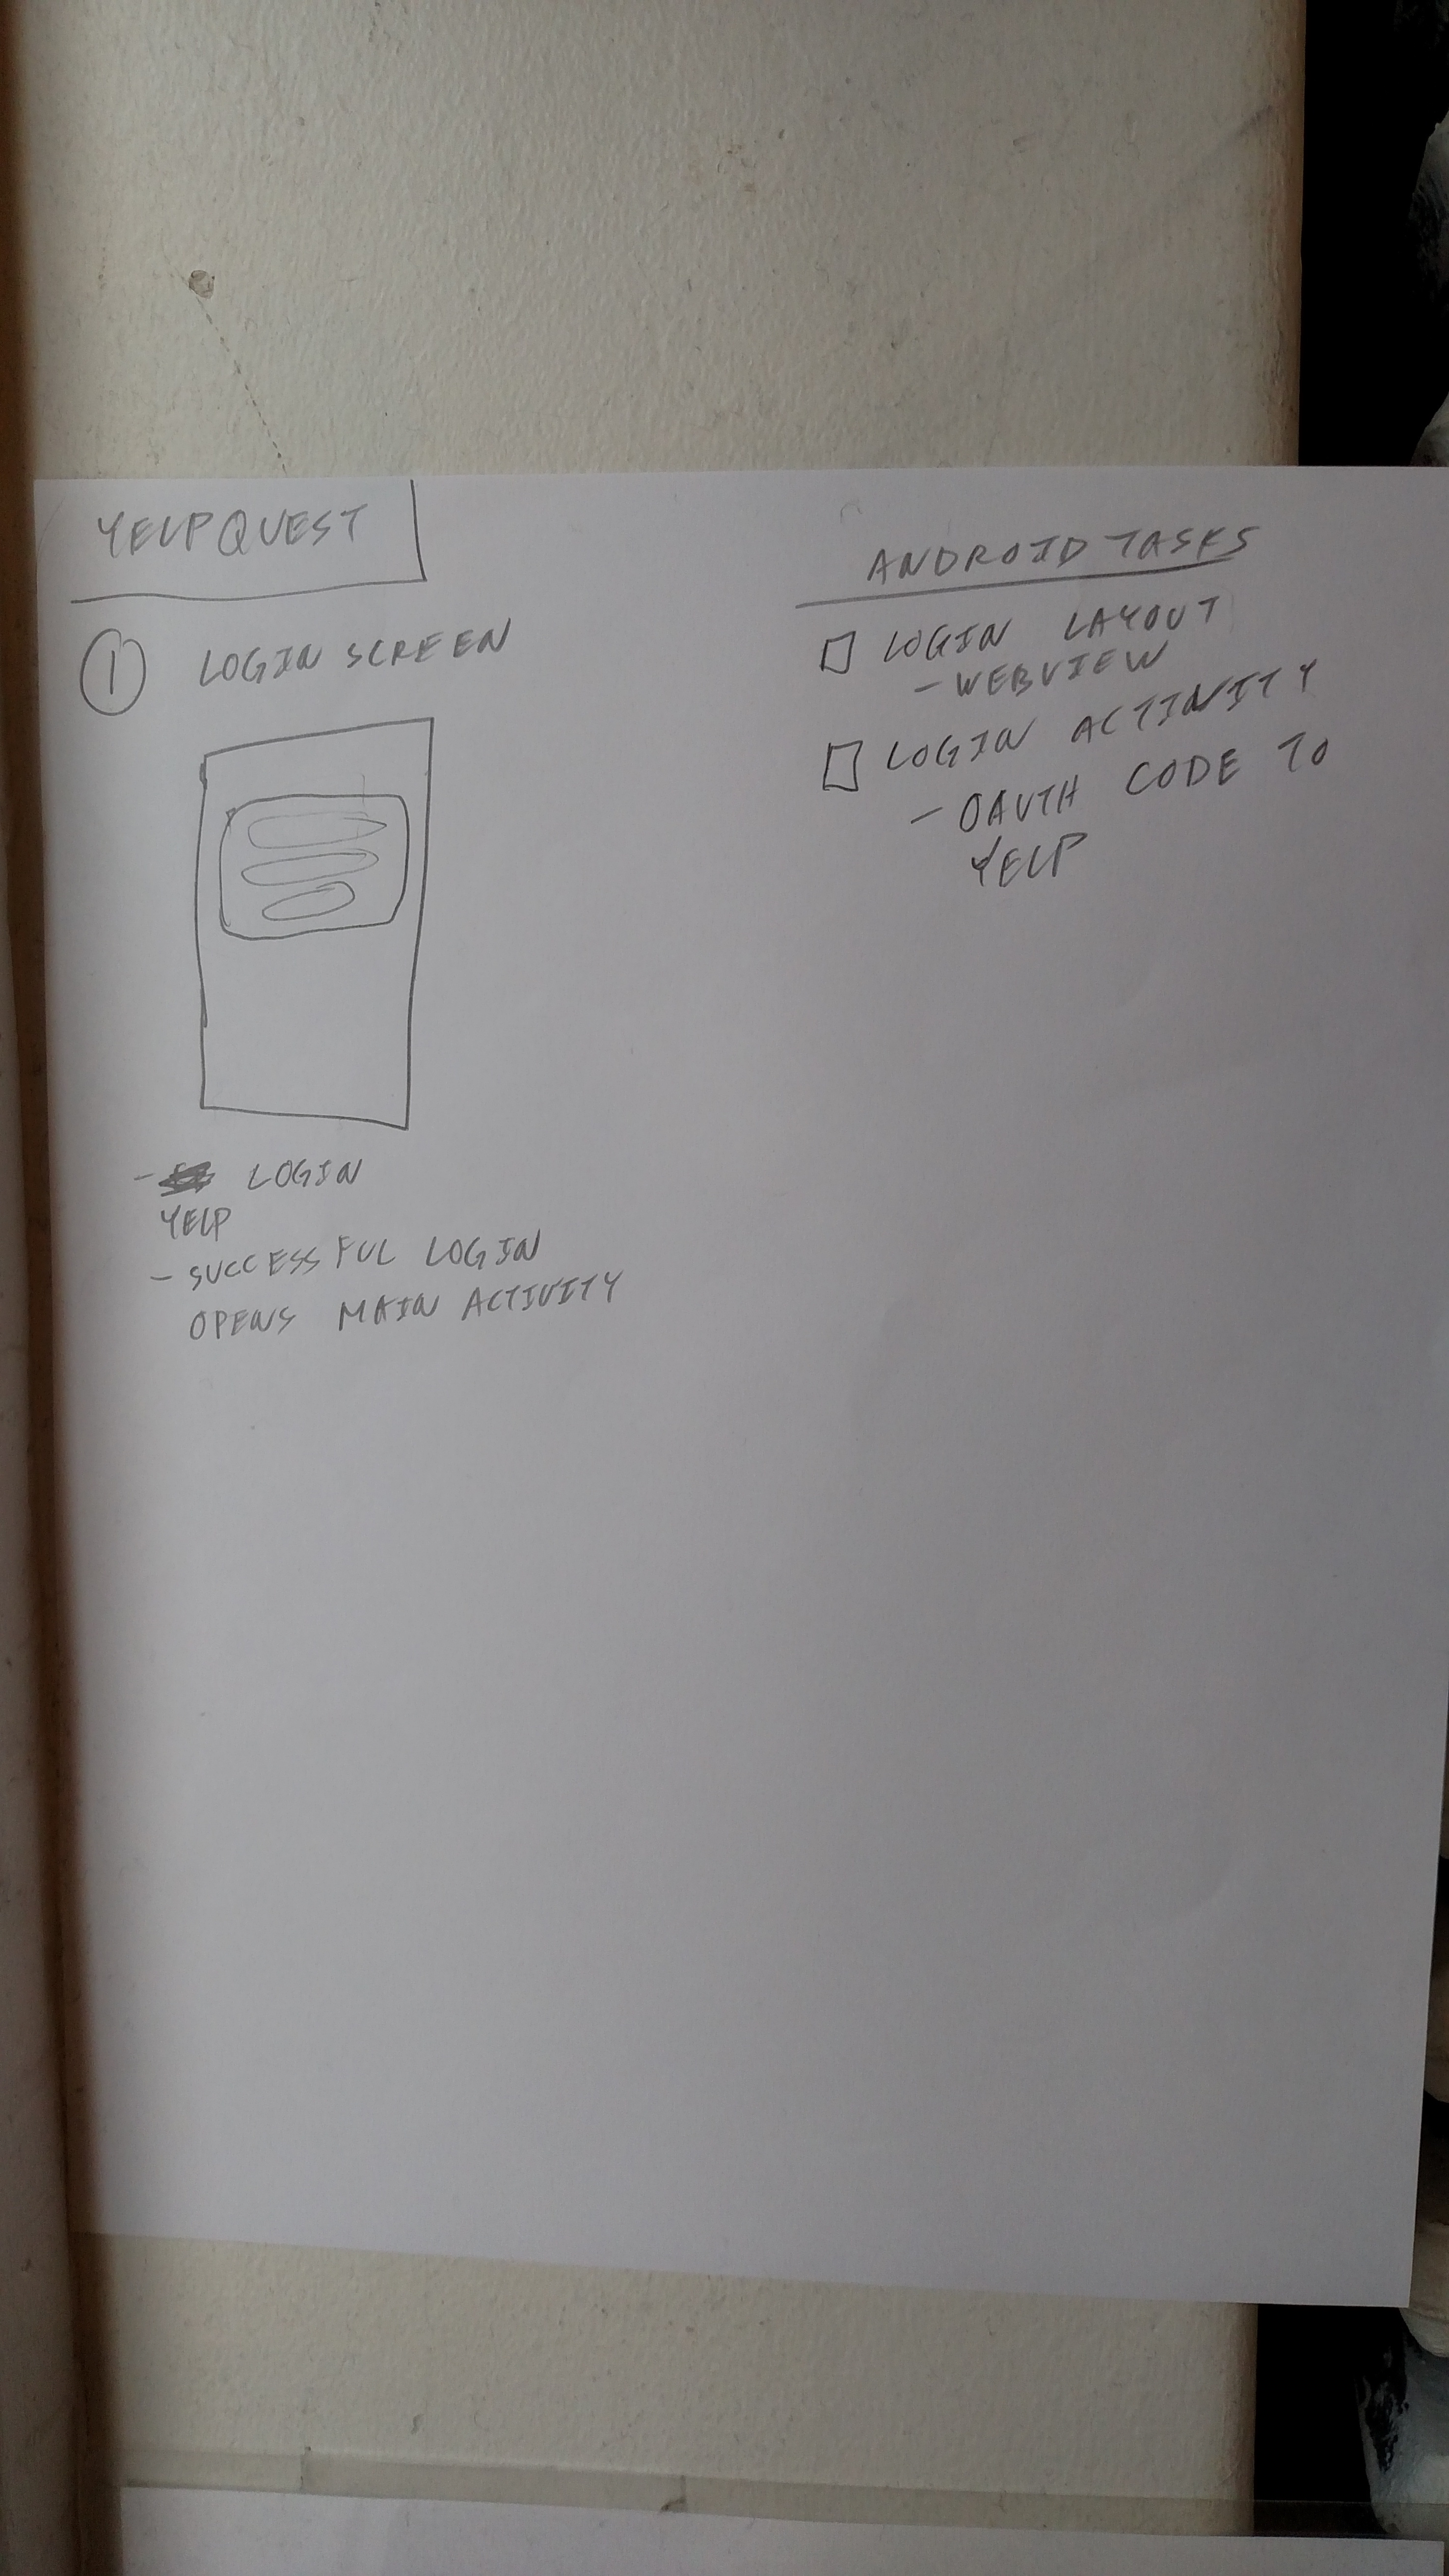 YELPQUEST
1 LOGIN SCREEN
- LOGIN
YELP
- SUCCESSFUL LOGIN
OPENS MAIN ACTIVITY
ANDROID TASKS
LOGIN LAYOUT
- WEBVIEW
LOGIN ACTIVITY
- OAUTH CODE TO
YELP